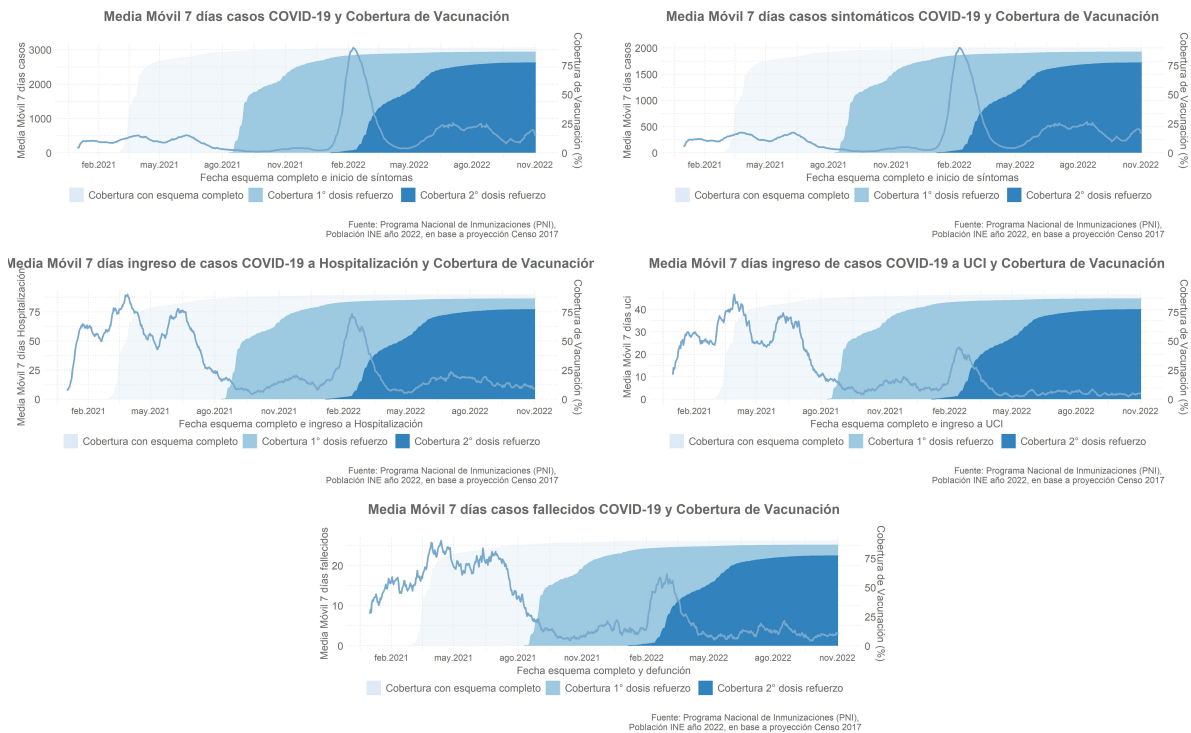 Media Móvil 7 días casos COVID-19 y Cobertura de Vacunación
Media Móvil 7 días casos
3000
2000
1000
0
Cobertura de Vacunación (%)
75
50
25
0
feb.2021 may.2021 ago.2021 nov.2021 feb.2022 may.2022 ago.2022 nov.2022
Fecha esquema completo e inicio de síntomas
Cobertura con esquema completo Cobertura 1° dosis refuerzo Cobertura 2° dosis refuerzo
Fuente: Programa Nacional de Inmunizaciones (PNI),
Población INE año 2022, en base a proyección Censo 2017
Media Móvil 7 días casos sintomáticos COVID-19 y Cobertura de Vacunación
Media Móvil 7 días casos
2000
1500
1000
500
0
Cobertura de Vacunación (%)
75
50
25
0
feb.2021 may.2021 ago.2021 nov.2021 feb.2022 may.2022 ago.2022 nov.2022
Fecha esquema completo e inicio de síntomas
Cobertura con esquema completo Cobertura 1° dosis refuerzo Cobertura 2° dosis refuerzo
Fuente: Programa Nacional de Inmunizaciones (PNI),
Población INE año 2022, en base a proyección Censo 2017
Media Móvil 7 días ingreso de casos COVID-19 a Hospitalización y Cobertura de Vacunación
Media Móvil 7 días Hospitalización
75
50
25
0
Cobertura de Vacunación (%)
75
50
25
0
feb.2021 may.2021 ago.2021 nov.2021 feb.2022 may.2022 ago.2022 nov.2022
Fecha esquema completo e ingreso a Hospitalización
Cobertura con esquema completo Cobertura 1° dosis refuerzo Cobertura 2° dosis refuerzo
Fuente: Programa Nacional de Inmunizaciones (PNI),
Población INE año 2022, en base a proyección Censo 2017
Media Móvil 7 días ingreso de casos COVID-19 a UCI y Cobertura de Vacunación
Media Móvil 7 días uci
40
30
20
10
0
Cobertura de Vacunación (%)
75
50
25
0
feb.2021 may.2021 ago.2021 nov.2021 feb.2022 may.2022 ago.2022 nov.2022
Fecha esquema completo e ingreso a UCI
Cobertura con esquema completo Cobertura 1° dosis refuerzo Cobertura 2° dosis refuerzo
Fuente: Programa Nacional de Inmunizaciones (PNI),
Población INE año 2022, en base a proyección Censo 2017
Media Móvil 7 días casos fallecidos COVID-19 y Cobertura de Vacunación
Media Móvil 7 días fallecidos
20
10
0
Cobertura de Vacunación (%)
75
50
25
0
feb.2021 may.2021 ago.2021 nov.2021 feb.2022 may.2022 ago.2022 nov.2022
Fecha esquema completo y defunción
Cobertura con esquema completo Cobertura 1° dosis refuerzo Cobertura 2° dosis refuerzo
Fuente: Programa Nacional de Inmunizaciones (PNI),
Población INE año 2022, en base a proyección Censo 2017